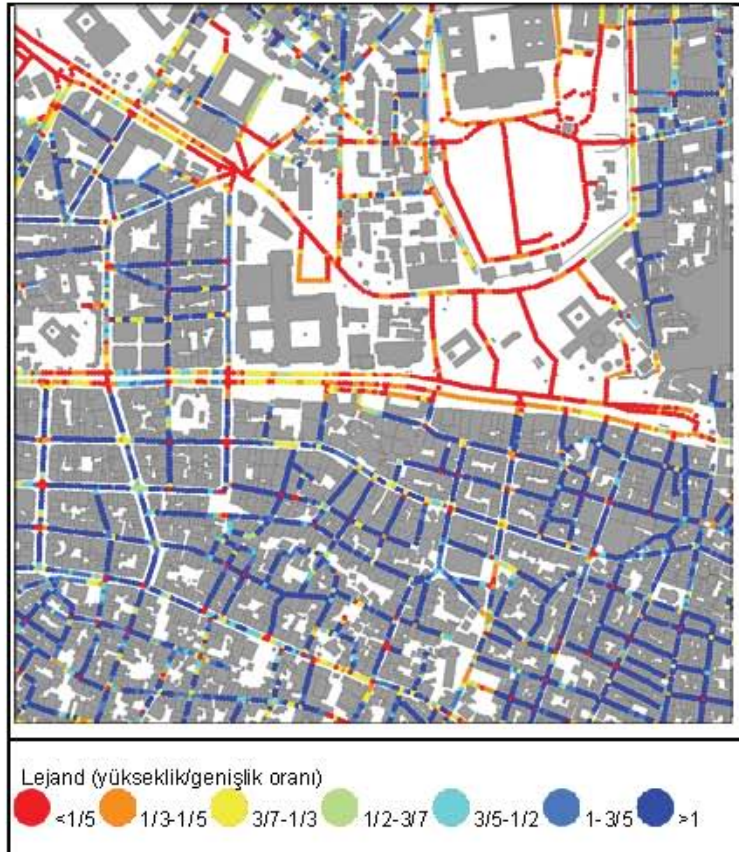 Lejand (yükseklik/genişlik oranı)
<1/5 1/3-1/5 3/7-1/3 1/2-3/7 3/5-1/2 1- 3/5 >1